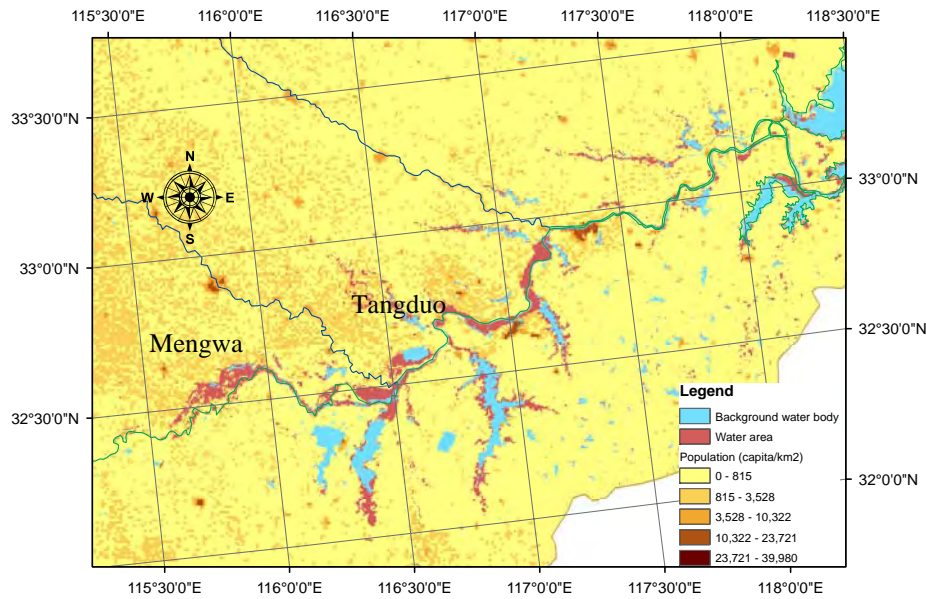 115°30'0"E 116°0'0"E 116°30'0"E 117°0'0"E 117°30'0"E 118°0'0"E 118°30'0"E
33°30'0"N
33°0'0"N
32°30'0"N
N
W E
S
Tangduo
Mengwa
33°0'0"N
32°30'0"N
32°0'0"N
Legend
Background water body
Water area
Population (capita/km2)
0 - 815
815 - 3,528
3,528 - 10,322
10,322 - 23,721
23,721 - 39,980
115°30'0"E 116°0'0"E 116°30'0"E 117°0'0"E 117°30'0"E 118°0'0"E